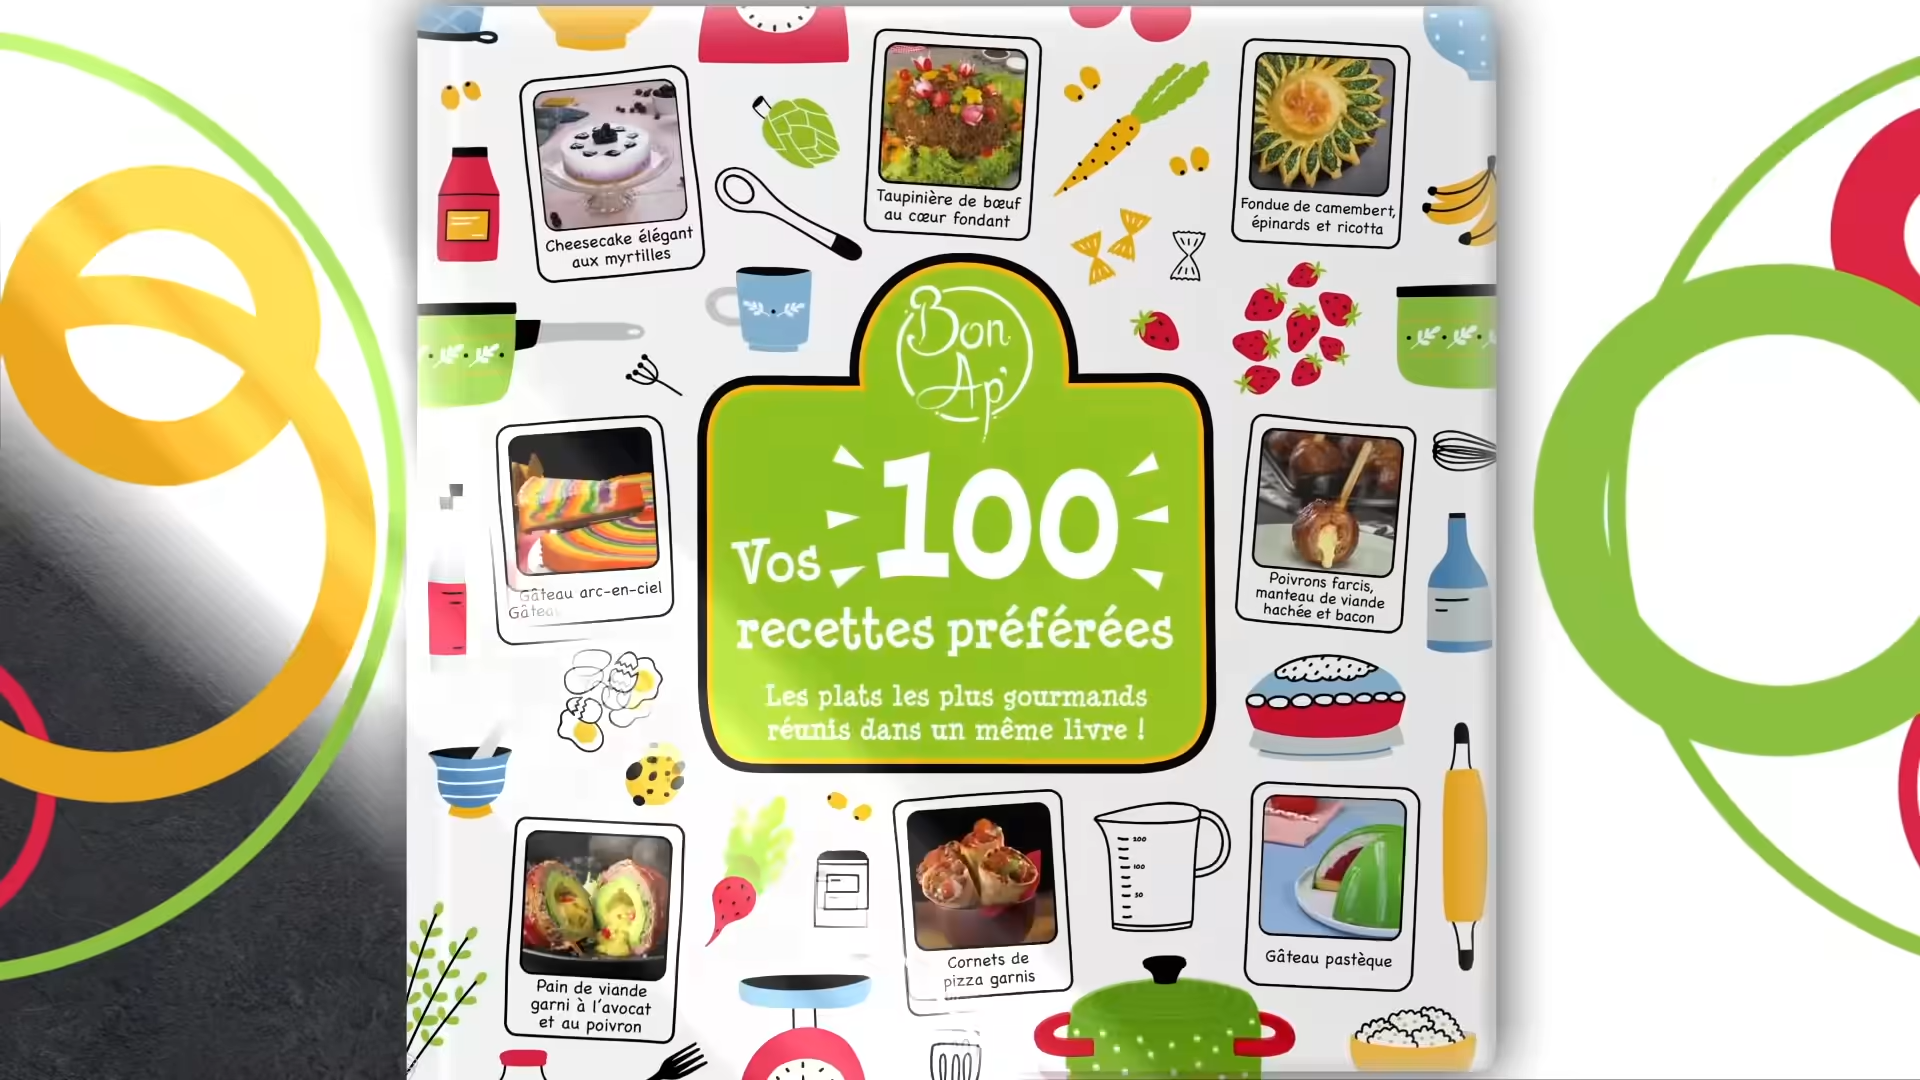 Cheesecake élégant
aux myrtilles
Taupinière de bœuf
au cœur fondant
Fondue de camembert,
épinards et ricotta
Bon
Ap'
Vos 100
recettes préférées
Les plats les plus gourmands
réunis dans un même livre !
Gâteau arc-en-ciel
Poivrons farcis,
manteau de viande
hachée et bacon
Pain de viande
garni à l'avocat
et au poivron
Cornets de
pizza garnis
200
100
50
Gâteau pastèque